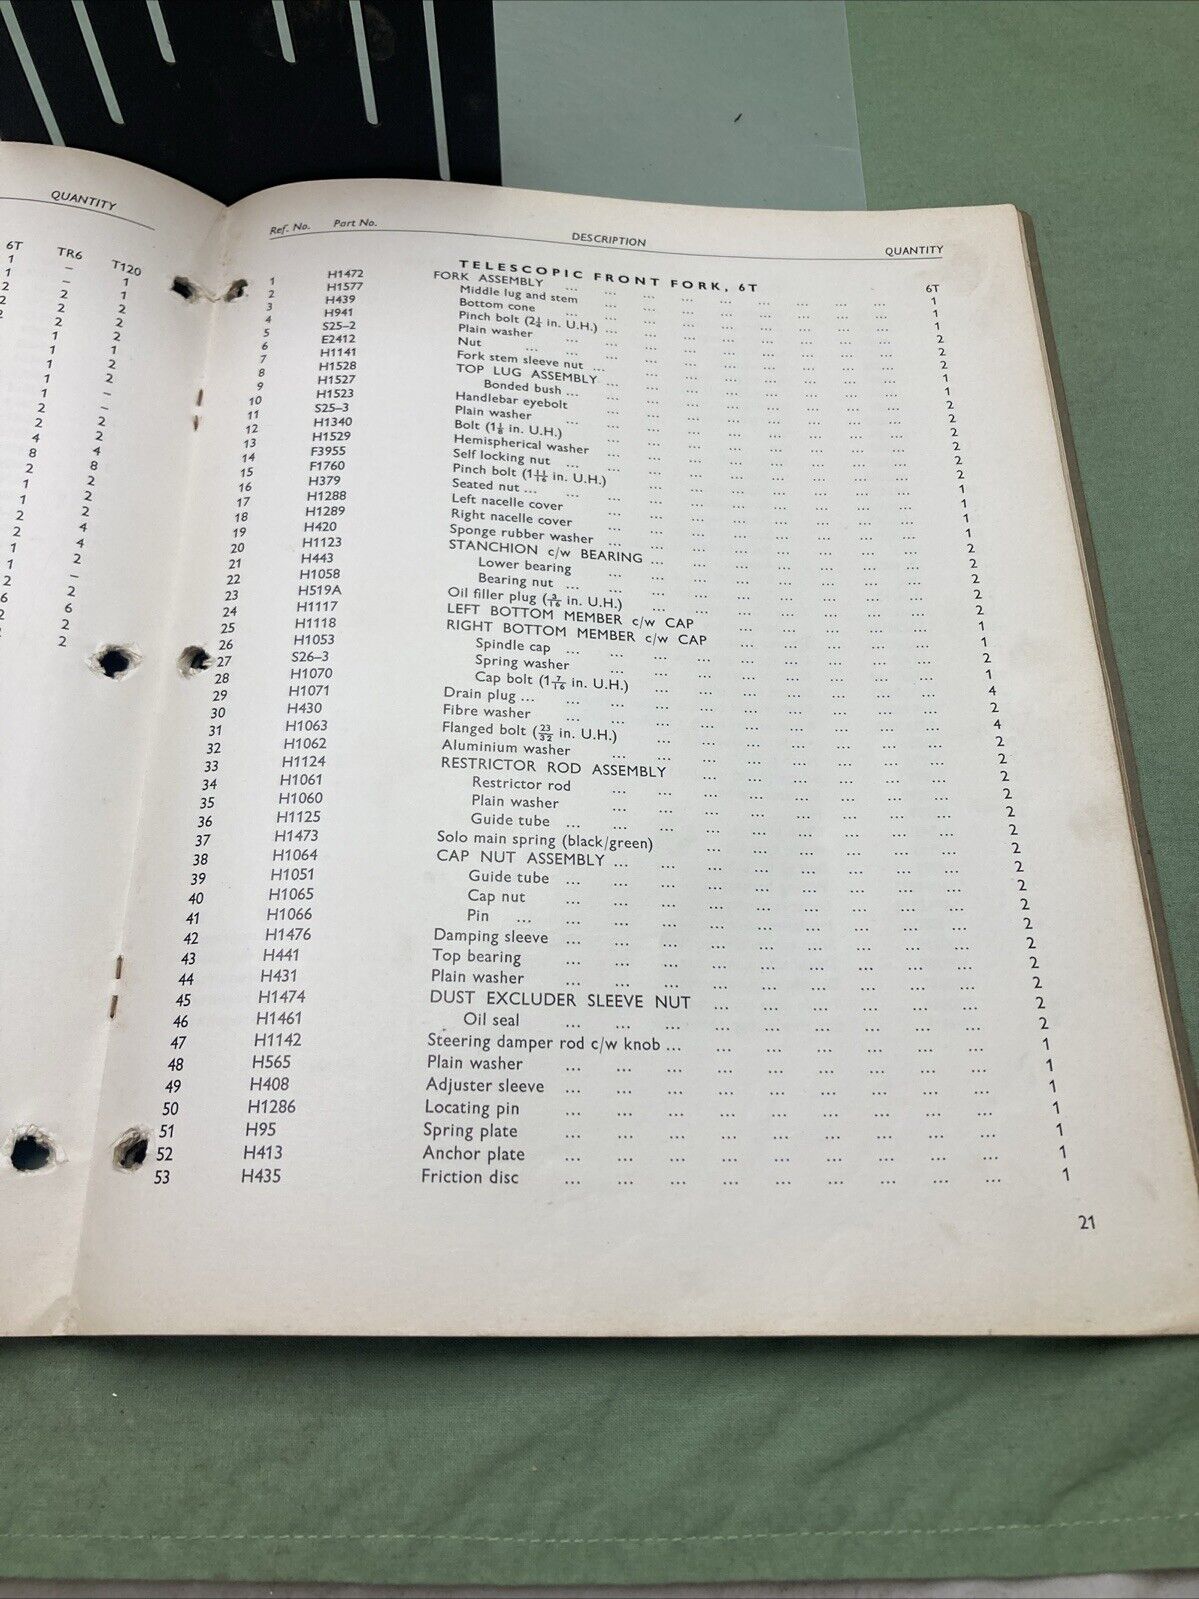 QUANTITY
6T TR6 T120
Ref. No. Part No. DESCRIPTION QUANTITY
TELESCOPIC FRONT FORK, 6T 6T
1 H1472 FORK ASSEMBLY ... 1
2 H1577 Middle lug and stem ... 1
3 H439 Bottom cone ... 1
4 H941 Pinch bolt (2¼ in. U.H.) ... 2
5 S25–2 Plain washer ... 2
6 E2412 Nut ... 2
7 H1141 Fork stem sleeve nut ... 1
8 H1528 TOP LUG ASSEMBLY ... 1
9 H1527 Bonded bush ... 2
10 H1523 Handlebar eyebolt ... 2
11 S25–3 Plain washer ... 2
12 H1340 Bolt (1⅛ in. U.H.) ... 2
13 H1529 Hemispherical washer ... 2
14 F3955 Self locking nut ... 2
15 F1760 Pinch bolt (1 11/16 in. U.H.) ... 1
16 H379 Seated nut ... 1
17 H1288 Left nacelle cover ... 1
18 H1289 Right nacelle cover ... 1
19 H420 Sponge rubber washer ... 2
20 H1123 STANCHION c/w BEARING ... 2
21 H443 Lower bearing ... 2
22 H1058 Bearing nut ... 2
23 H519A Oil filler plug (3/16 in. U.H.) ... 2
24 H1117 LEFT BOTTOM MEMBER c/w CAP ... 1
25 H1118 RIGHT BOTTOM MEMBER c/w CAP ... 1
26 H1053 Spindle cap ... 2
27 S26–3 Spring washer ... 1
28 H1070 Cap bolt (1 7/16 in. U.H.) ... 4
29 H1071 Drain plug ... 2
30 H430 Fibre washer ... 4
31 H1063 Flanged bolt (23/32 in. U.H.) ... 2
32 H1062 Aluminium washer ... 2
33 H1124 RESTRICTOR ROD ASSEMBLY ... 2
34 H1061 Restrictor rod ... 2
35 H1060 Plain washer ... 2
36 H1125 Guide tube ... 2
37 H1473 Solo main spring (black/green) ... 2
38 H1064 CAP NUT ASSEMBLY ... 2
39 H1051 Guide tube ... 2
40 H1065 Cap nut ... 2
41 H1066 Pin ... 2
42 H1476 Damping sleeve ... 2
43 H441 Top bearing ... 2
44 H431 Plain washer ... 2
45 H1474 DUST EXCLUDER SLEEVE NUT ... 2
46 H1461 Oil seal ... 2
47 H1142 Steering damper rod c/w knob ... 1
48 H565 Plain washer ... 1
49 H408 Adjuster sleeve ... 1
50 H1286 Locating pin ... 1
51 H95 Spring plate ... 1
52 H413 Anchor plate ... 1
53 H435 Friction disc ... 1
21